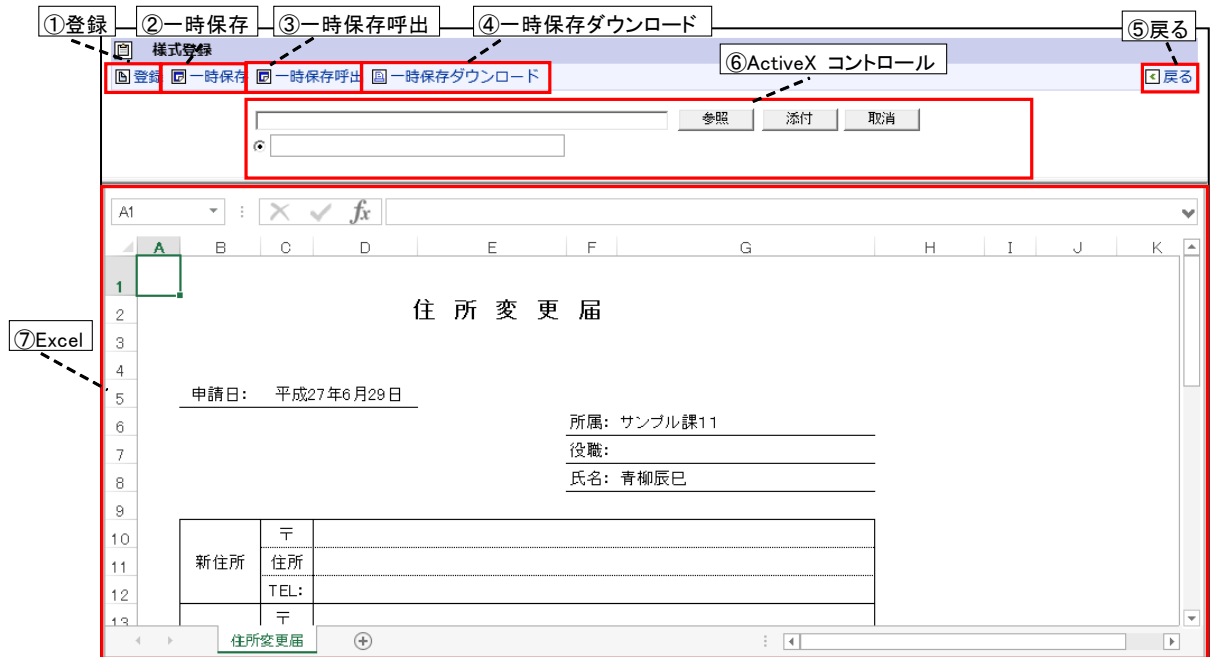 ①登録 ②一時保存 ③一時保存呼出 ④一時保存ダウンロード ⑤戻る
様式登録
登録 一時保存 一時保存呼出 一時保存ダウンロード 戻る
⑥ActiveX コントロール
参照 添付 取消
A1 fx
A B C D E F G H I J K
1
2 住 所 変 更 届
⑦Excel
3
4
5 申請日: 平成27年6月29日
6 所属: サンプル課11
7 役職:
8 氏名: 青柳辰巳
9
10 〒
11 新住所 住所
12 TEL:
13 〒
住所変更届